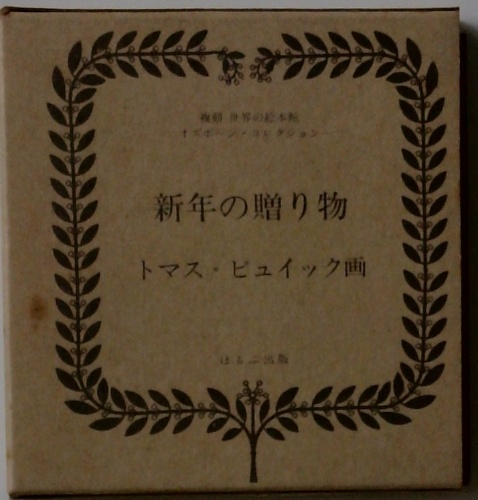 複刻 世界の絵本館
―オズボーン・コレクション―
新年の贈り物
トマス・ビュイック画
ほるぷ出版